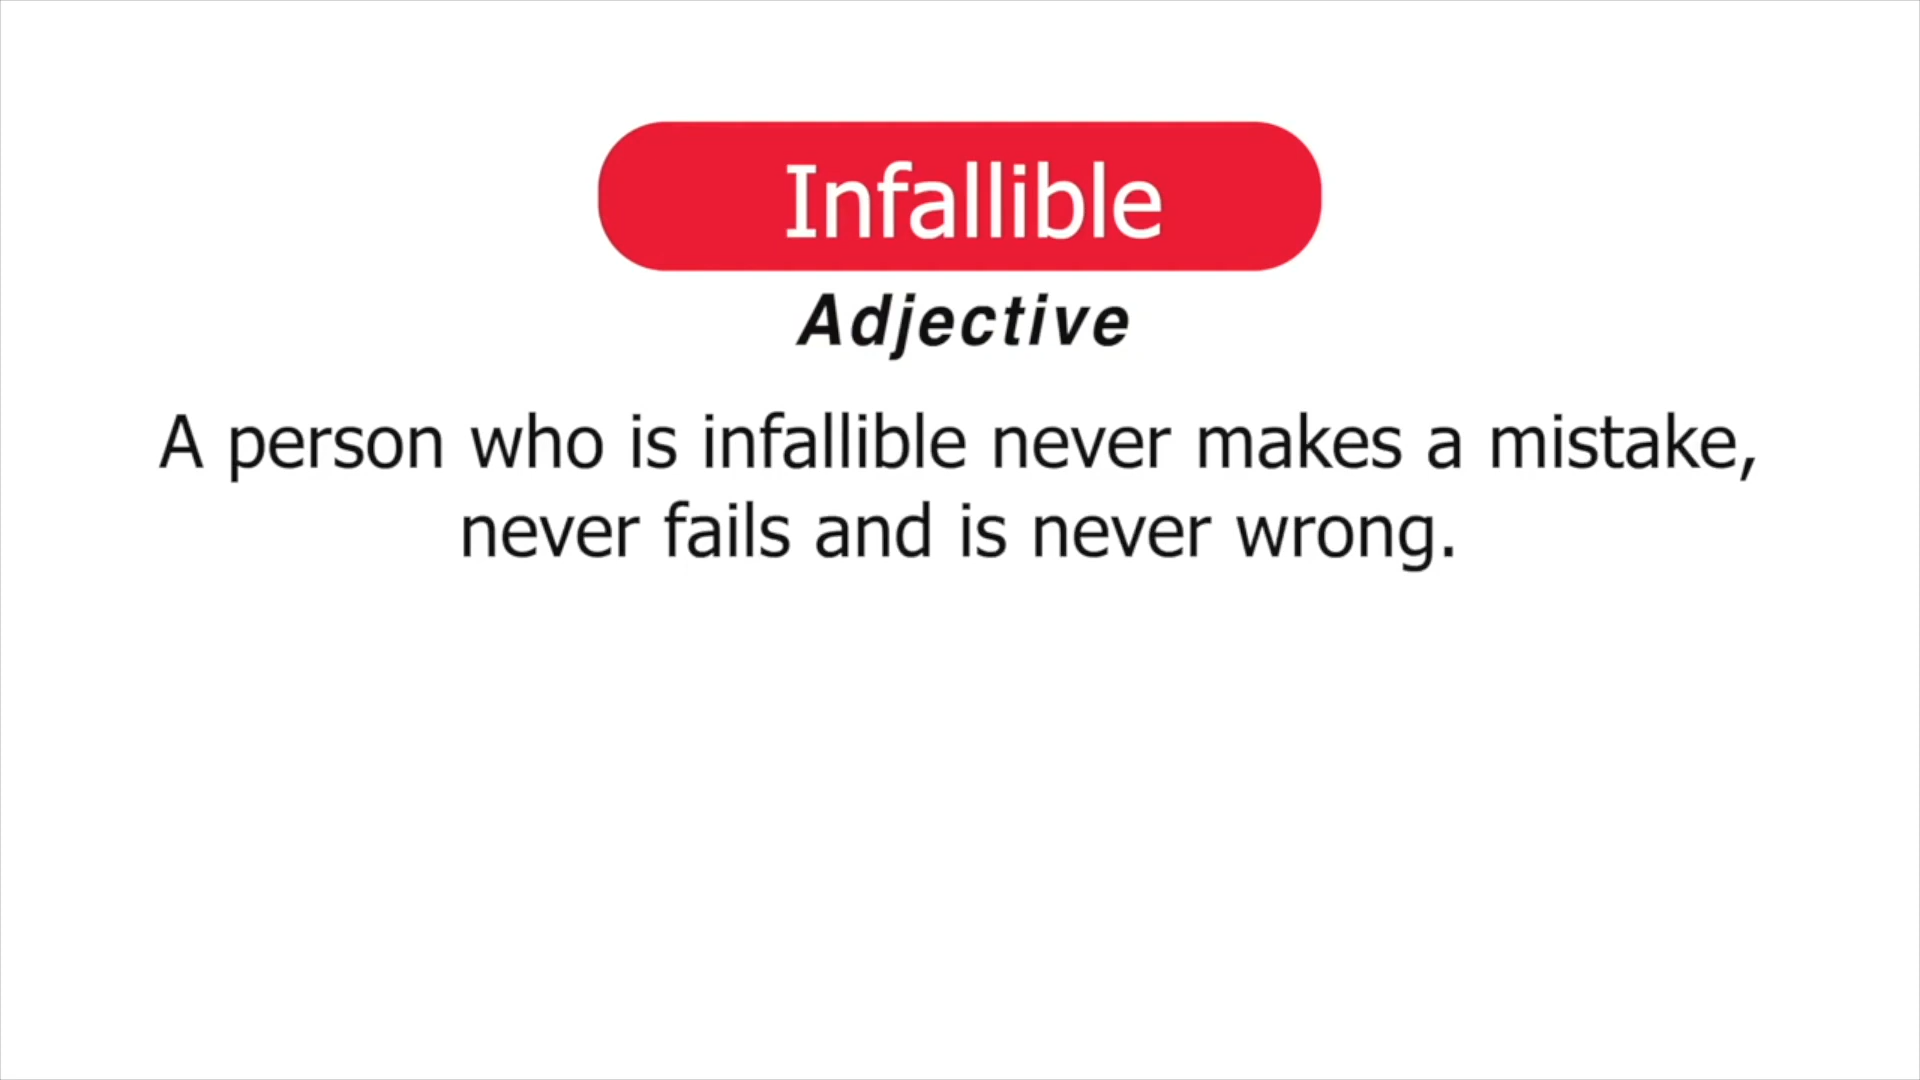 Infallible
Adjective
A person who is infallible never makes a mistake,
never fails and is never wrong.